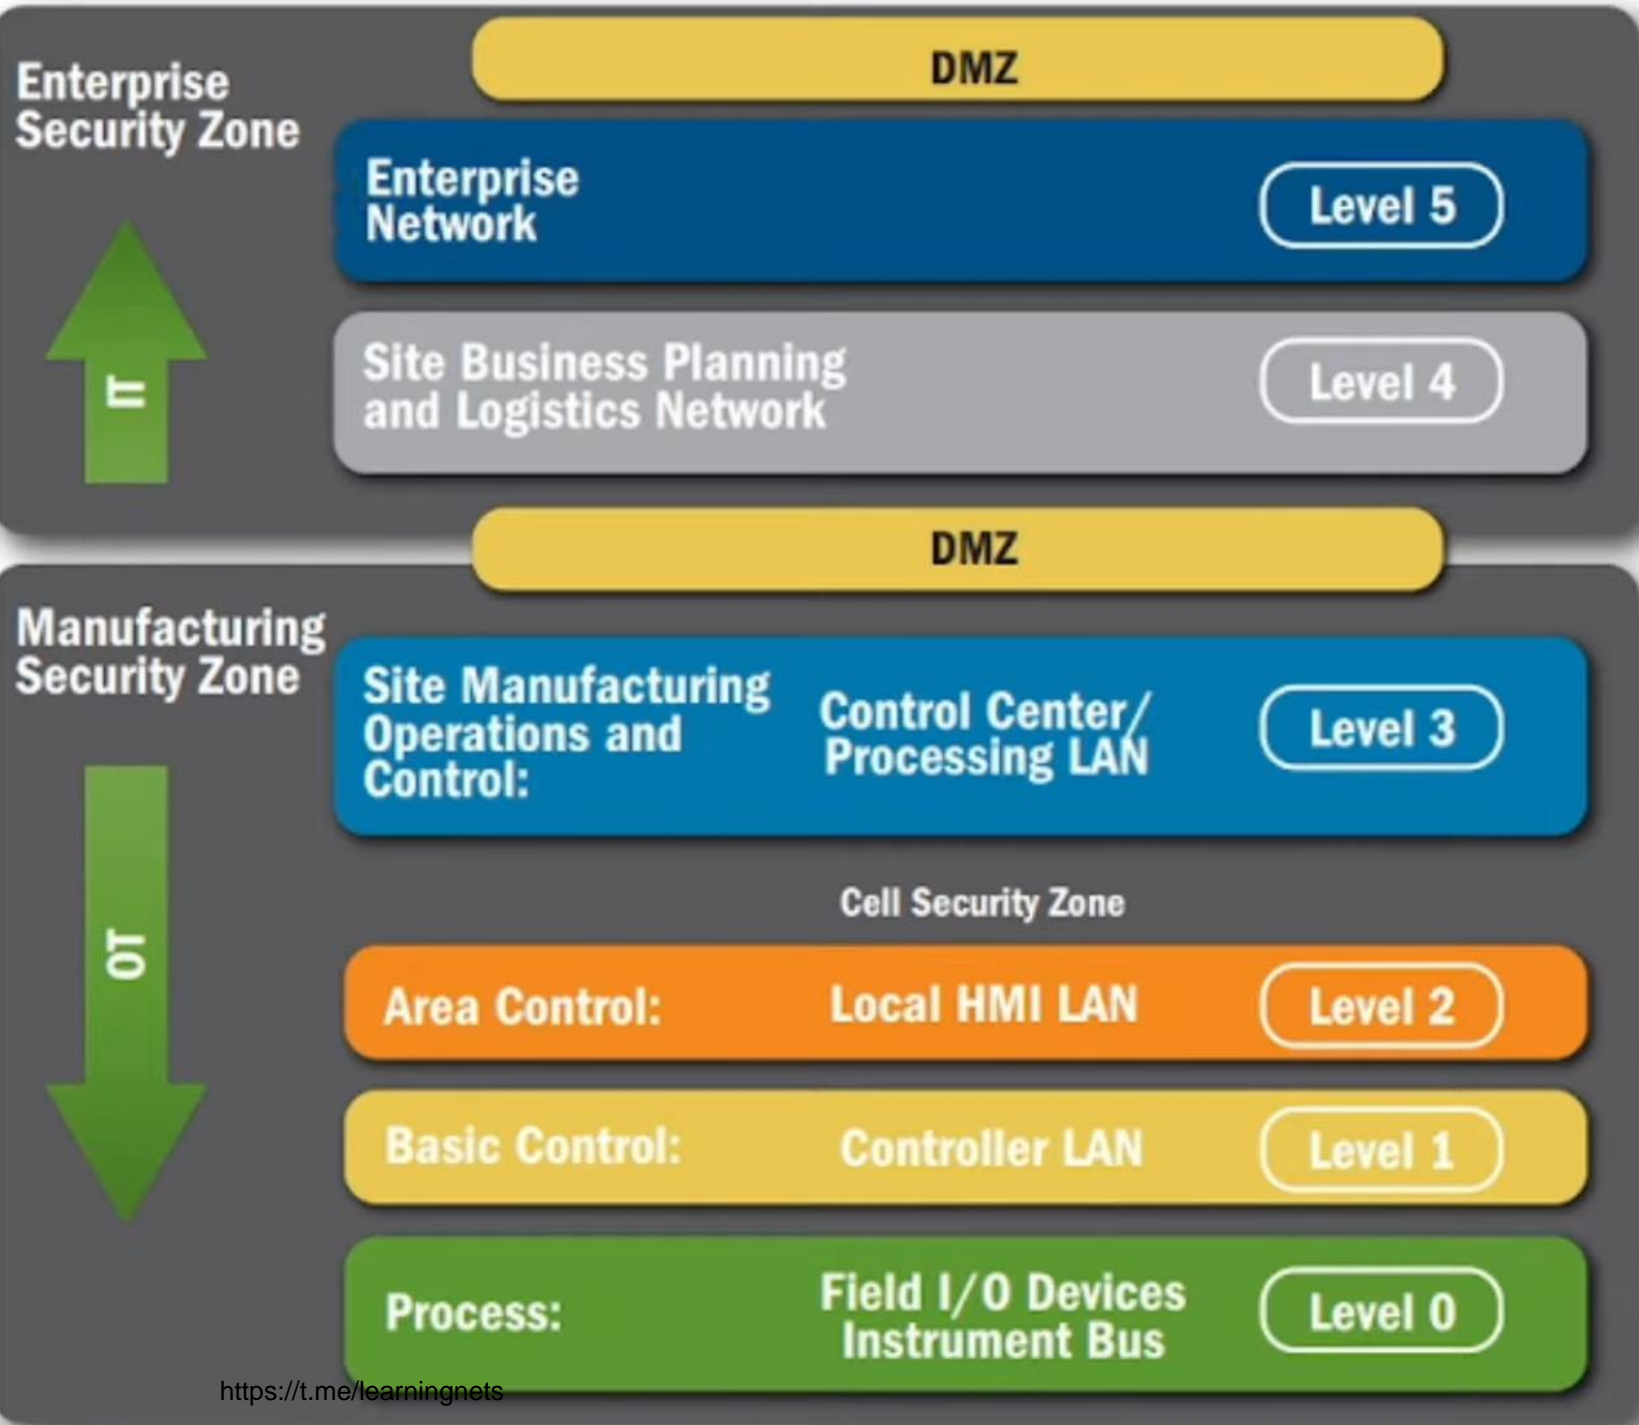 DMZ
Enterprise
Security Zone
Enterprise
Network
Level 5
IT
Site Business Planning
and Logistics Network
Level 4
DMZ
Manufacturing
Security Zone
Site Manufacturing
Operations and
Control:
Control Center/
Processing LAN
Level 3
Cell Security Zone
OT
Area Control:
Local HMI LAN
Level 2
Basic Control:
Controller LAN
Level 1
Process:
Field I/O Devices
Instrument Bus
Level 0
https://t.me/learningnets